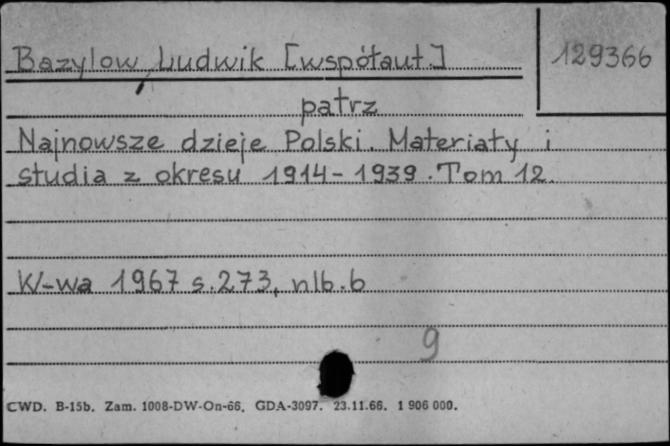 Bazylow, Ludwik [współaut.]
129366
patrz
Najnowsze dzieje Polski. Materiały i
studia z okresu 1914-1939. Tom 12.
W-wa 1967 s.273, nlb.6
9
CWD. B-15b. Zam. 1008-DW-On-66. GDA-3097. 23.11.66. 1 906 000.